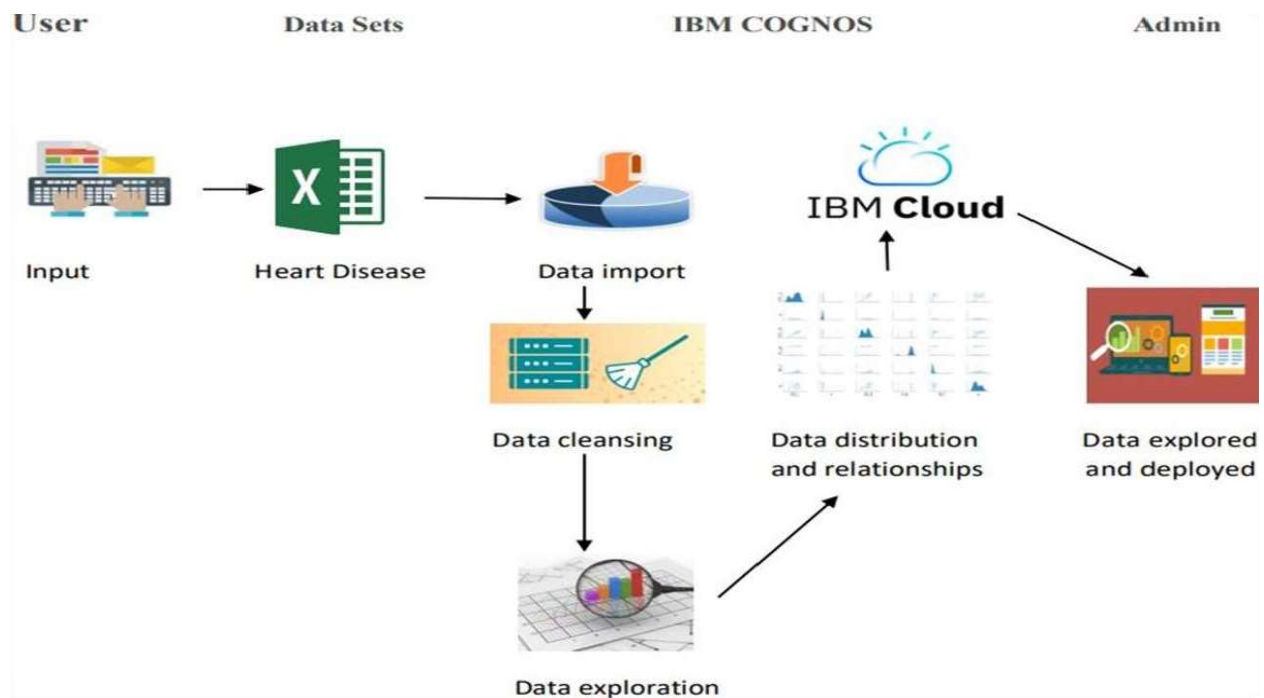 User Data Sets IBM COGNOS Admin
X
IBM Cloud
Input Heart Disease Data import
Data cleansing Data distribution and relationships Data explored and deployed
Data exploration